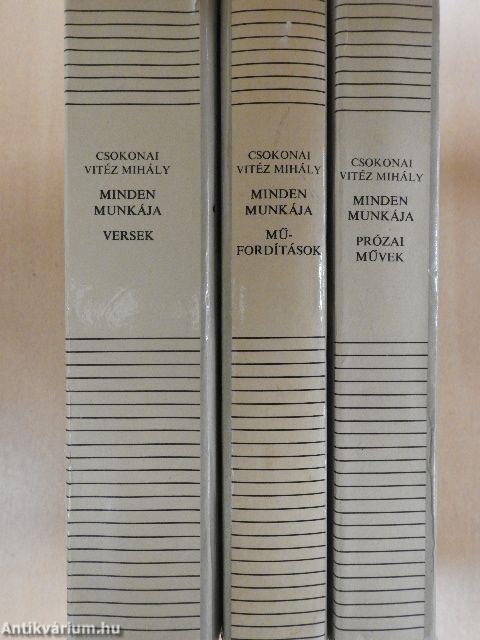 CSOKONAI
VITÉZ MIHÁLY
MINDEN
MUNKÁJA
VERSEK
CSOKONAI
VITÉZ MIHÁLY
MINDEN
MUNKÁJA
MŰ-
FORDÍTÁSOK
CSOKONAI
VITÉZ MIHÁLY
MINDEN
MUNKÁJA
PRÓZAI
MŰVEK
Antikvárium.hu